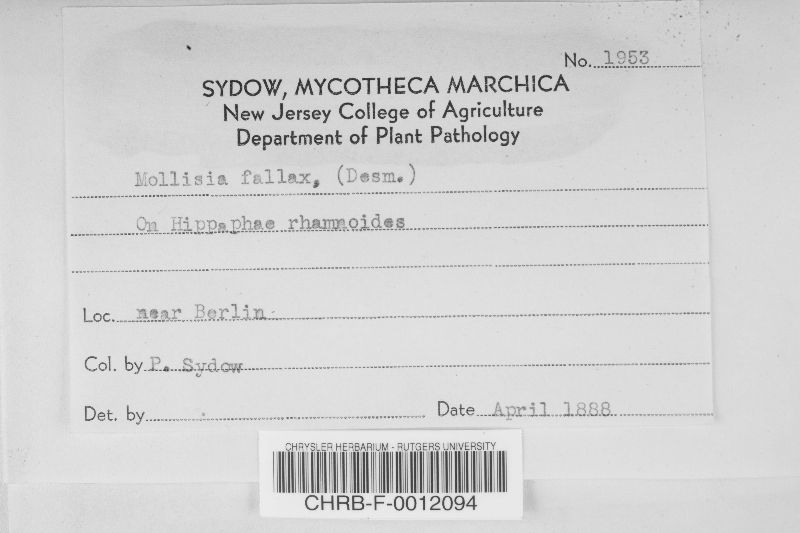 No. 1953
SYDOW, MYCOTHECA MARCHICA
New Jersey College of Agriculture
Department of Plant Pathology
Mollisia fallax, (Desm.)
On Hippaphae rhamnoides
Loc. near Berlin
Col. by P. Sydow
Det. by
Date April 1888
CHRYSLER HERBARIUM - RUTGERS UNIVERSITY
CHRB-F-0012094